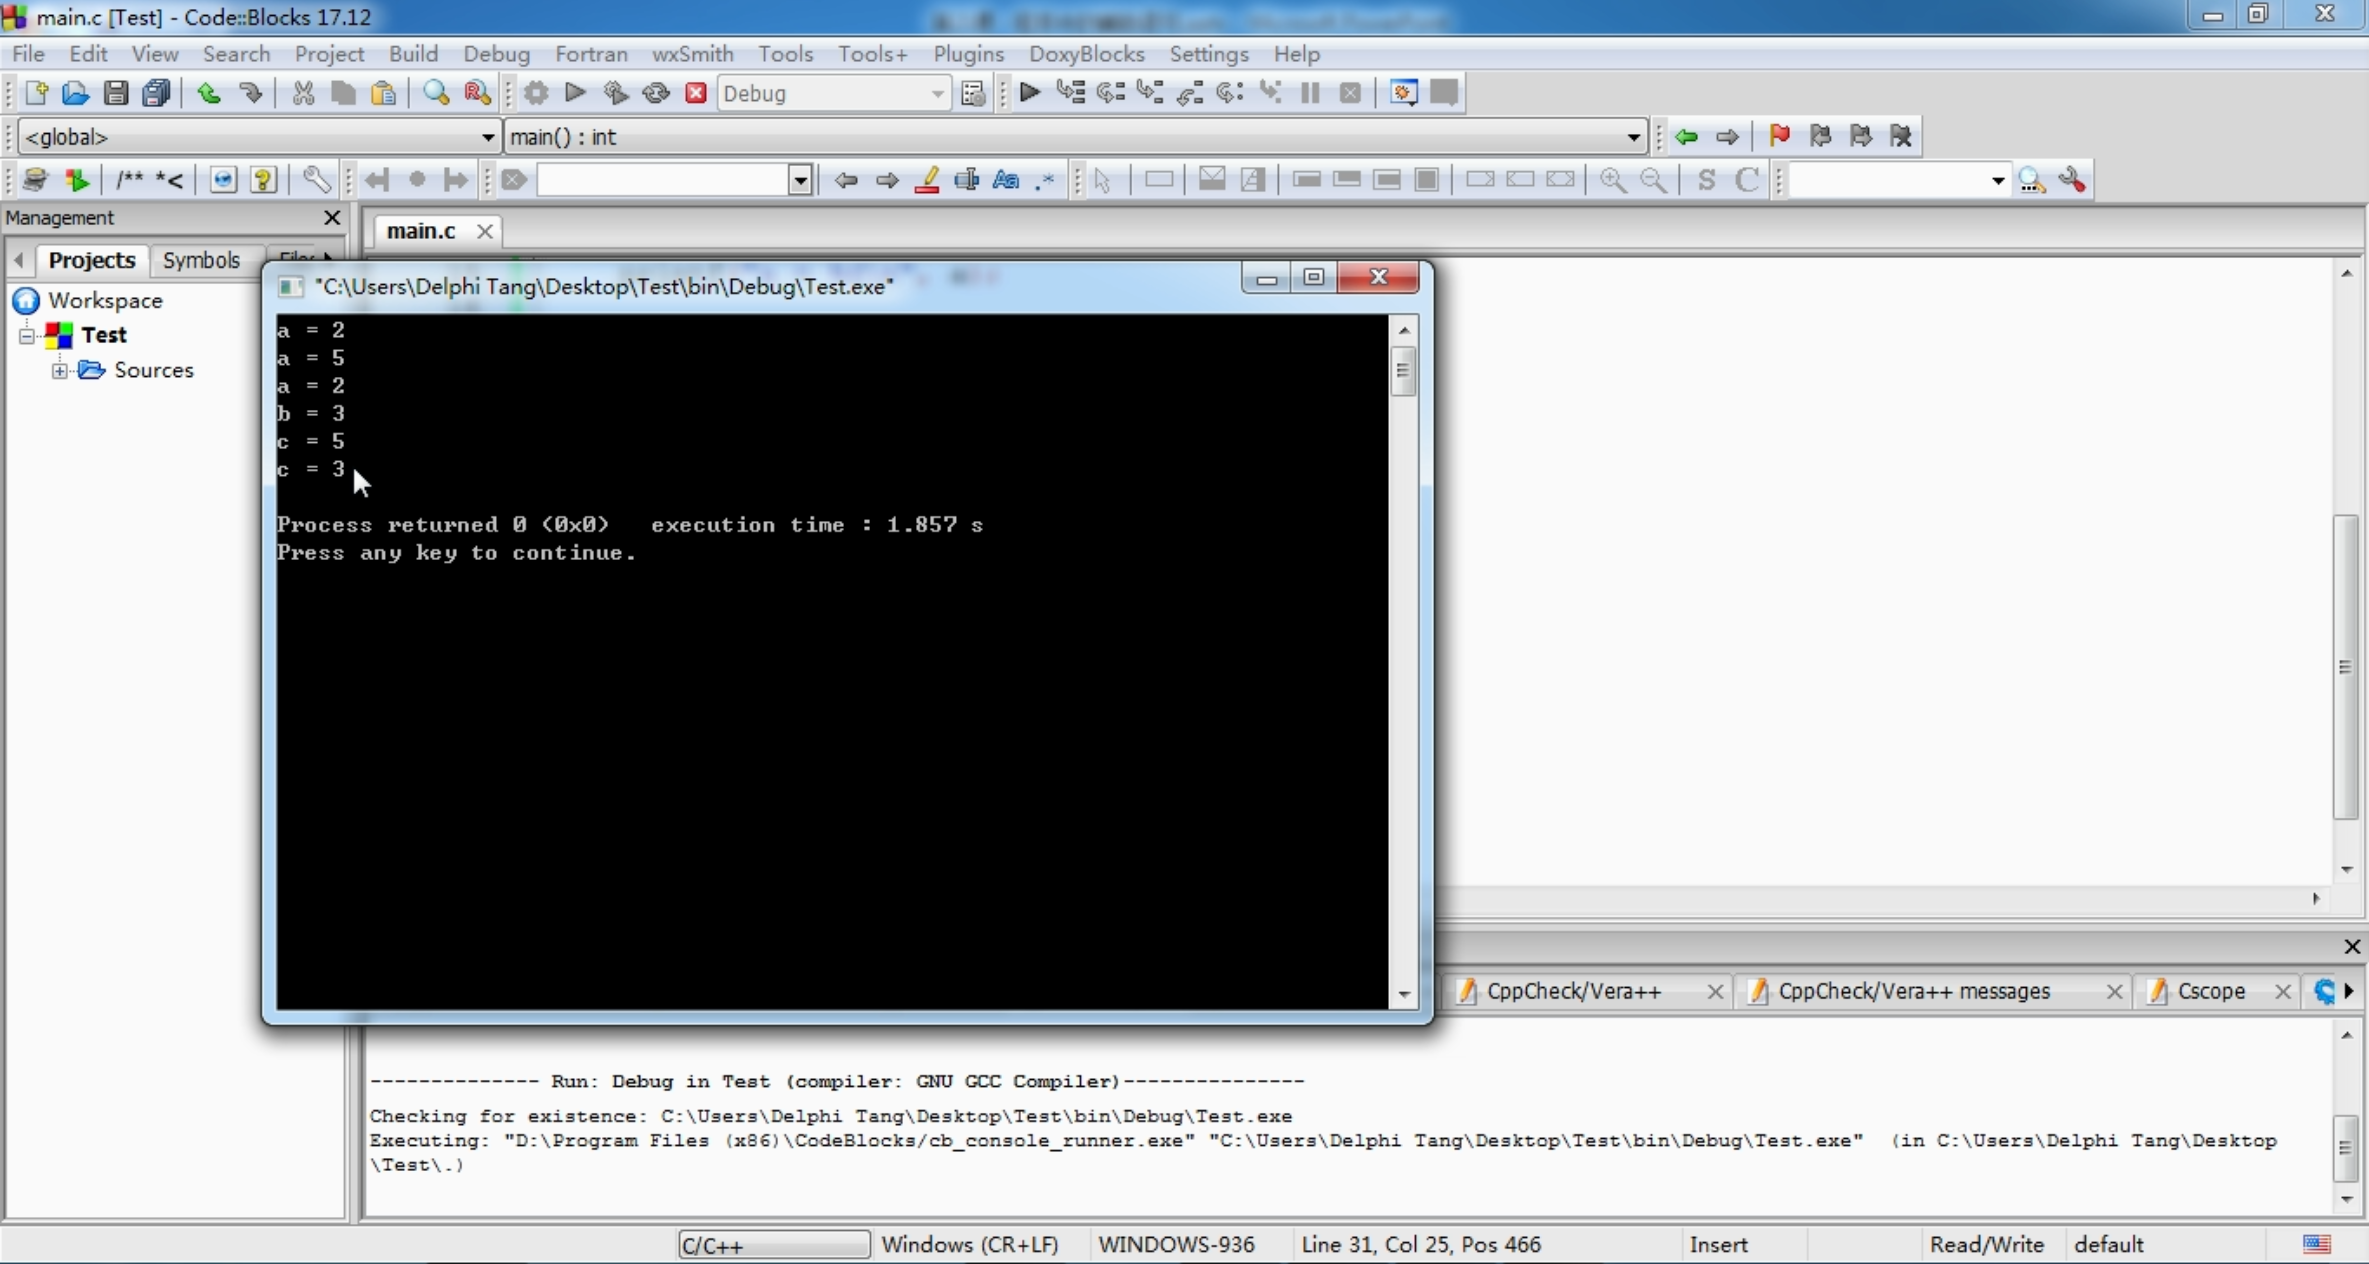 main.c [Test] - Code::Blocks 17.12
File Edit View Search Project Build Debug Fortran wxSmith Tools Tools+ Plugins DoxyBlocks Settings Help
Debug
<global> main() : int
/** *<
Aa .* S C
Management
main.c
Projects Symbols
"C:\Users\Delphi Tang\Desktop\Test\bin\Debug\Test.exe"
Workspace
Test
Sources
a = 2
a = 5
a = 2
b = 3
c = 5
c = 3
Process returned 0 (0x0) execution time : 1.857 s
Press any key to continue.
CppCheck/Vera++ CppCheck/Vera++ messages Cscope
-------------- Run: Debug in Test (compiler: GNU GCC Compiler)---------------
Checking for existence: C:\Users\Delphi Tang\Desktop\Test\bin\Debug\Test.exe
Executing: "D:\Program Files (x86)\CodeBlocks/cb_console_runner.exe" "C:\Users\Delphi Tang\Desktop\Test\bin\Debug\Test.exe" (in C:\Users\Delphi Tang\Desktop
\Test\.)
C/C++ Windows (CR+LF) WINDOWS-936 Line 31, Col 25, Pos 466 Insert Read/Write default